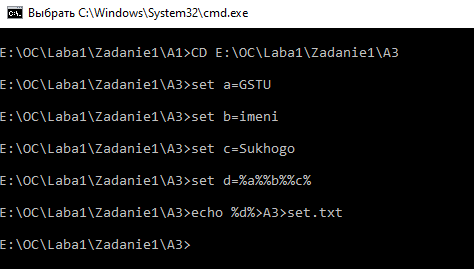 Выбрать C:\Windows\System32\cmd.exe
E:\OC\Laba1\Zadanie1\A1>CD E:\OC\Laba1\Zadanie1\A3
E:\OC\Laba1\Zadanie1\A3>set a=GSTU
E:\OC\Laba1\Zadanie1\A3>set b=imeni
E:\OC\Laba1\Zadanie1\A3>set c=Sukhogo
E:\OC\Laba1\Zadanie1\A3>set d=%a%%b%%c%
E:\OC\Laba1\Zadanie1\A3>echo %d%>A3>set.txt
E:\OC\Laba1\Zadanie1\A3>